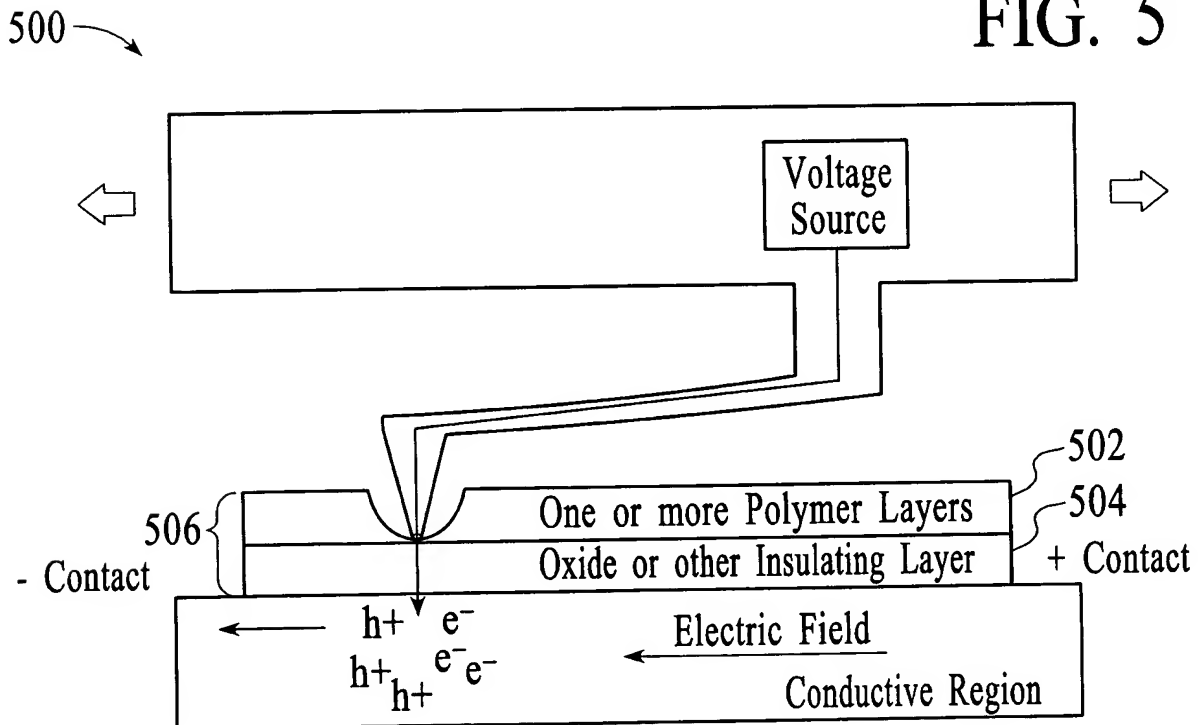 500
FIG. 5
Voltage
Source
502
One or more Polymer Layers
504
506
Oxide or other Insulating Layer
- Contact
+ Contact
h+ e⁻
Electric Field
h+ e⁻e⁻
h+
Conductive Region